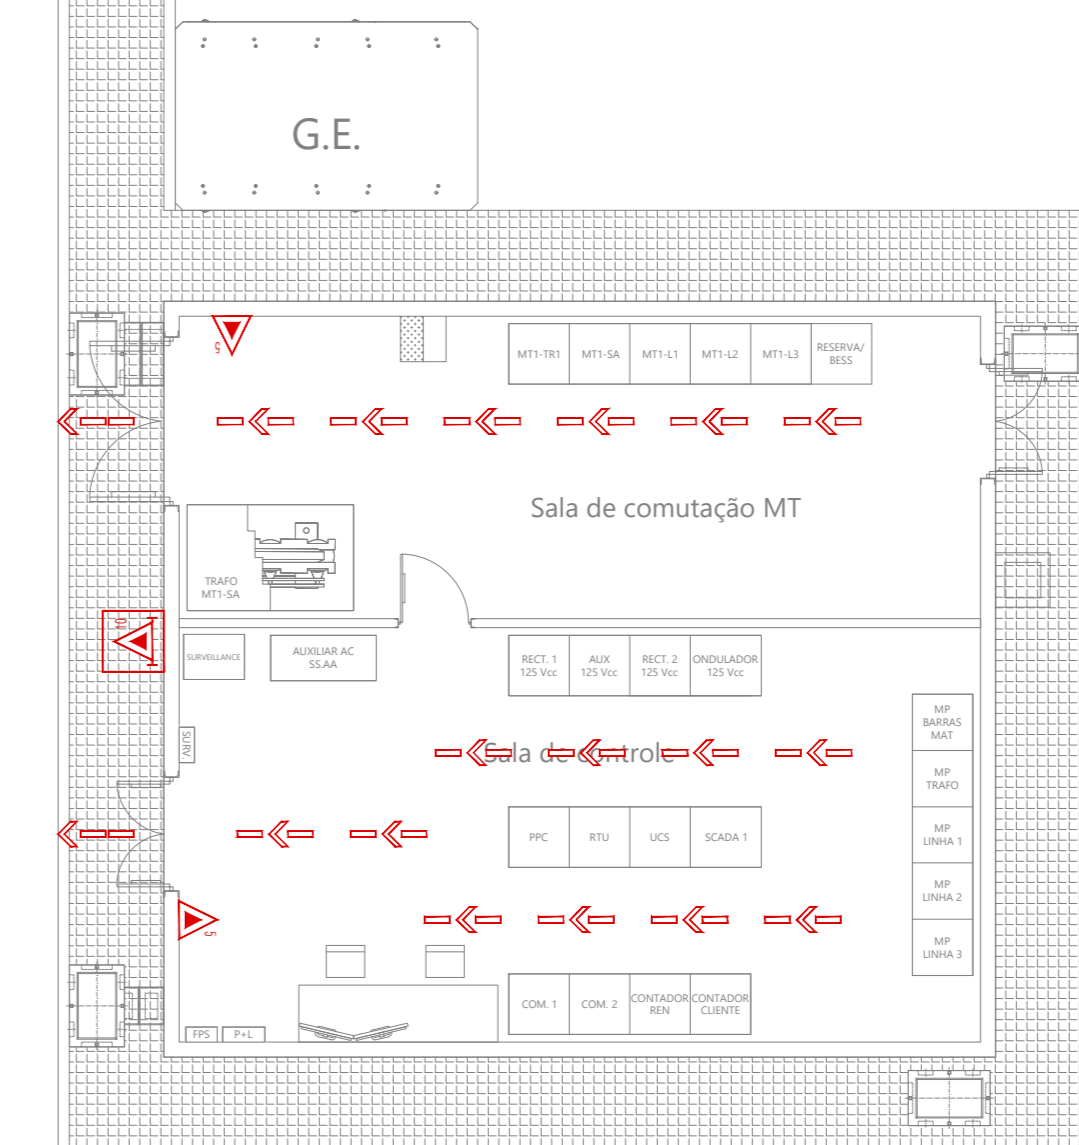 G.E.
5
MT1-TR1
MT1-SA
MT1-L1
MT1-L2
MT1-L3
RESERVA/
BESS
Sala de comutação MT
TRAFO
MT1-SA
10
SURVEILLANCE
AUXILIAR AC
SS.AA
RECT. 1
125 Vcc
AUX
125 Vcc
RECT. 2
125 Vcc
ONDULADOR
125 Vcc
MP
BARRAS
MAT
SURV.
Sala de controle
MP
TRAFO
PPC
RTU
UCS
SCADA 1
MP
LINHA 1
MP
LINHA 2
5
MP
LINHA 3
COM. 1
COM. 2
CONTADOR
REN
CONTADOR
CLIENTE
FPS
P+L